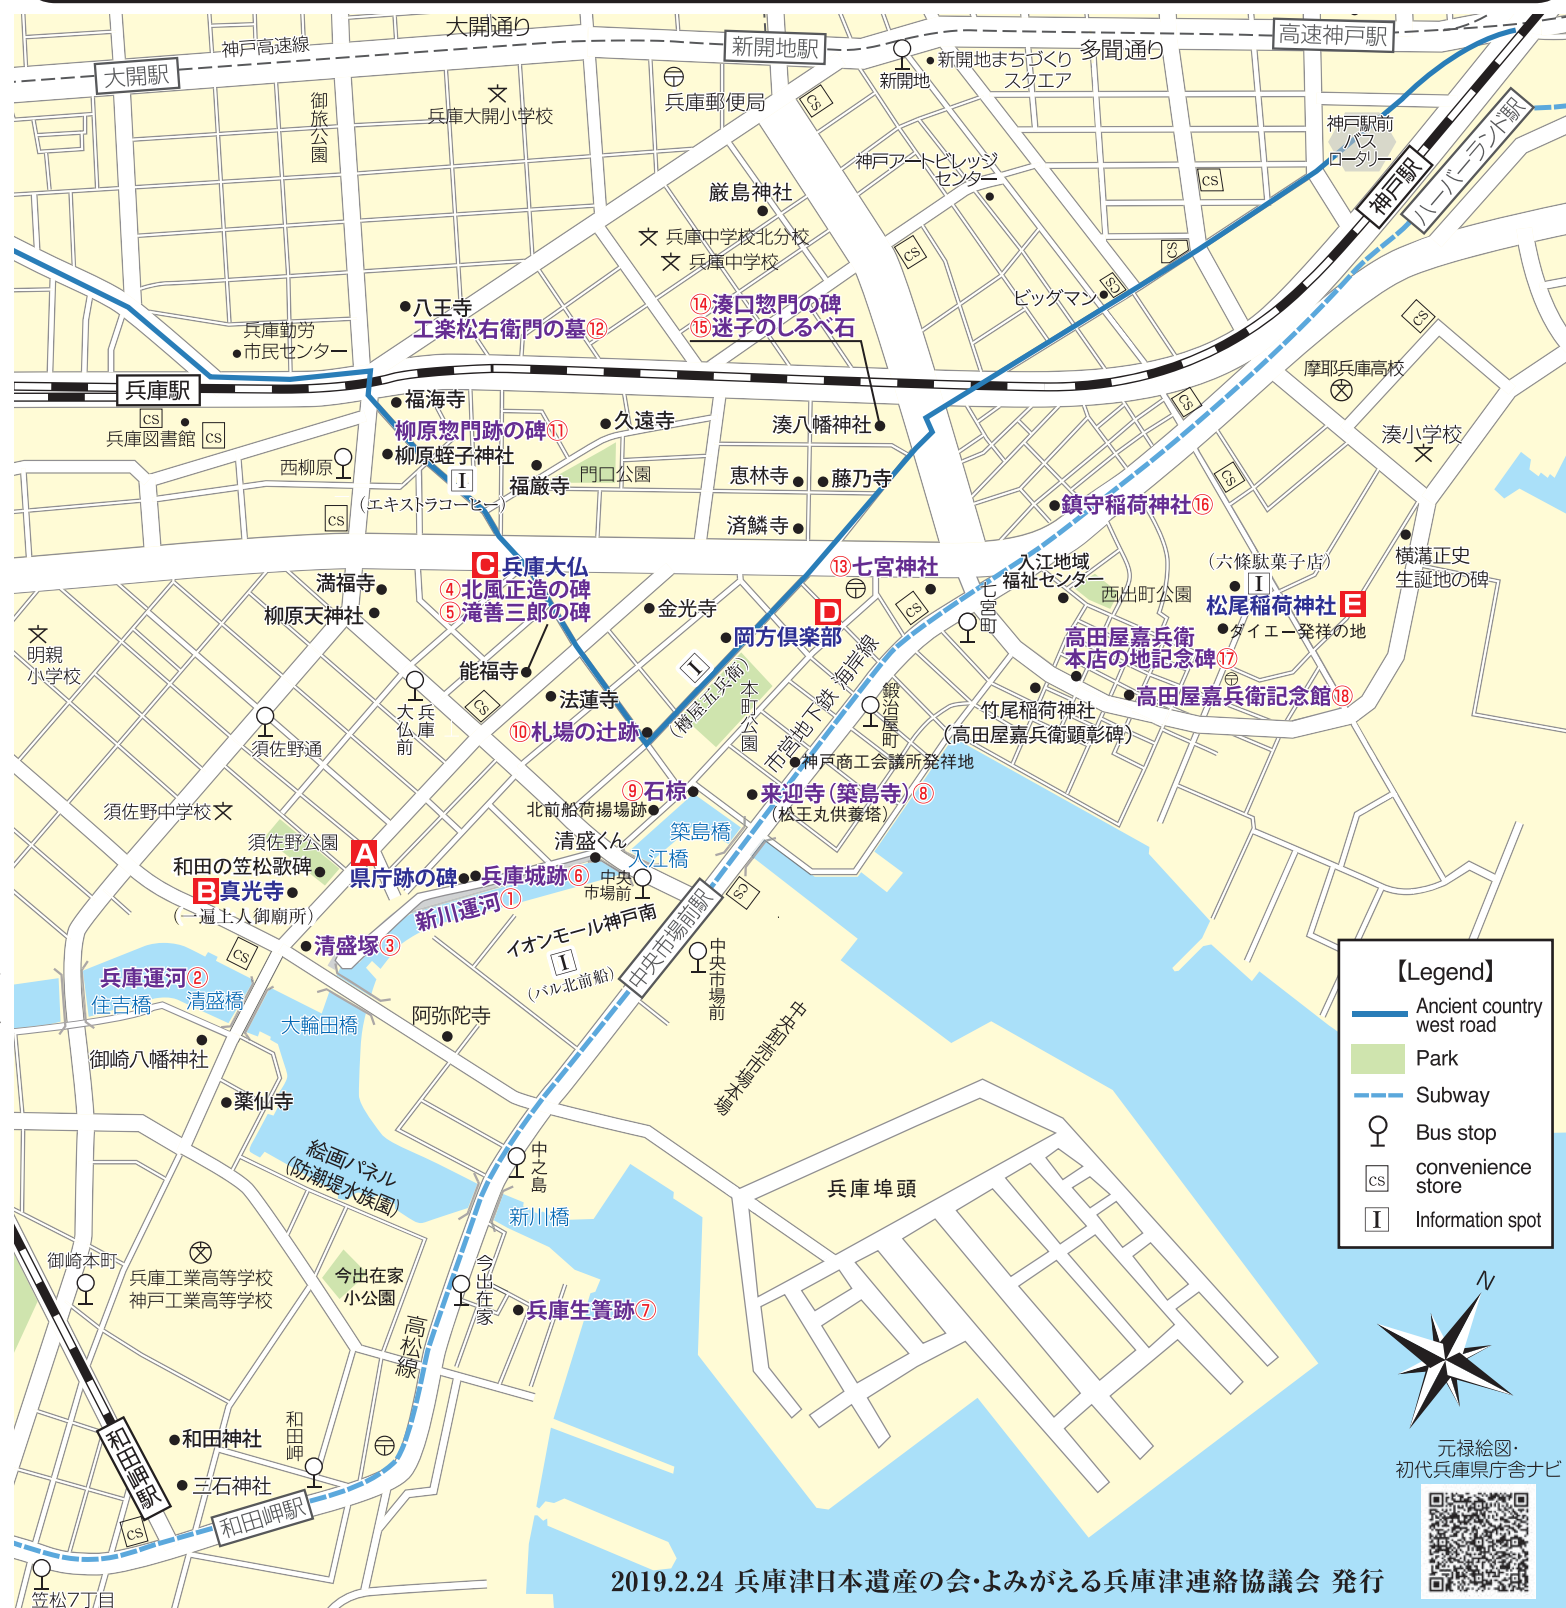 大開通り
神戸高速線
大開駅
新開地駅
新開地
新開地まちづくり
スクエア
多聞通り
高速神戸駅
御旅公園
兵庫大開小学校
兵庫郵便局
CS
神戸アートビレッジ
センター
神戸駅前
バス
ロータリー
神戸駅
ハーバーランド駅
CS
厳島神社
兵庫中学校北分校
兵庫中学校
CS
CS
CS
ビッグマン
八王寺
工楽松右衛門の墓⑫
⑭湊口惣門の碑
⑮迷子のしるべ石
兵庫勤労
市民センター
CS
摩耶兵庫高校
兵庫駅
CS
兵庫図書館
CS
福海寺
柳原惣門跡の碑⑪
柳原蛭子神社
I
(エキストラコーヒー)
西柳原
CS
久遠寺
福厳寺
門口公園
湊八幡神社
恵林寺
藤乃寺
済鱗寺
CS
湊小学校
CS
鎮守稲荷神社⑯
横溝正史
生誕地の碑
C 兵庫大仏
④北風正造の碑
⑤滝善三郎の碑
満福寺
柳原天神社
金光寺
⑬七宮神社
CS
七宮町
入江地域
福祉センター
西出町公園
(六條駄菓子店)
I
松尾稲荷神社 E
ダイエー発祥の地
D
岡方倶楽部
I
(樽屋五兵衛)
本町公園
市営地下鉄 海岸線
高田屋嘉兵衛
本店の地記念碑⑰
高田屋嘉兵衛記念館⑱
竹尾稲荷神社
(高田屋嘉兵衛顕彰碑)
明親
小学校
能福寺
法蓮寺
CS
兵庫
大仏前
須佐野通
⑩札場の辻跡
鍛冶屋町
神戸商工会議所発祥地
⑨石椋
北前船荷揚場跡
来迎寺(築島寺)⑧
(松王丸供養塔)
須佐野中学校
須佐野公園
清盛くん
築島橋
入江橋
和田の笠松歌碑
A
県庁跡の碑
兵庫城跡⑥
中央
市場前
B 真光寺
(一遍上人御廟所)
新川運河①
CS
中央市場前駅
清盛塚③
CS
イオンモール神戸南
I
(バル北前船)
中央市場前
兵庫運河②
住吉橋
清盛橋
大輪田橋
阿弥陀寺
中央卸売市場本場
御崎八幡神社
薬仙寺
絵画パネル
(防潮堤水族園)
中之島
新川橋
兵庫埠頭
御崎本町
兵庫工業高等学校
神戸工業高等学校
今出在家
小公園
今出在家
兵庫生簀跡⑦
高松線
和田岬駅
和田神社
和田岬
三石神社
CS
和田岬駅
笠松7丁目
【Legend】
Ancient country
west road
Park
Subway
Bus stop
CS
convenience
store
I
Information spot
N
元禄絵図・
初代兵庫県庁舎ナビ
2019.2.24 兵庫津日本遺産の会・よみがえる兵庫津連絡協議会 発行